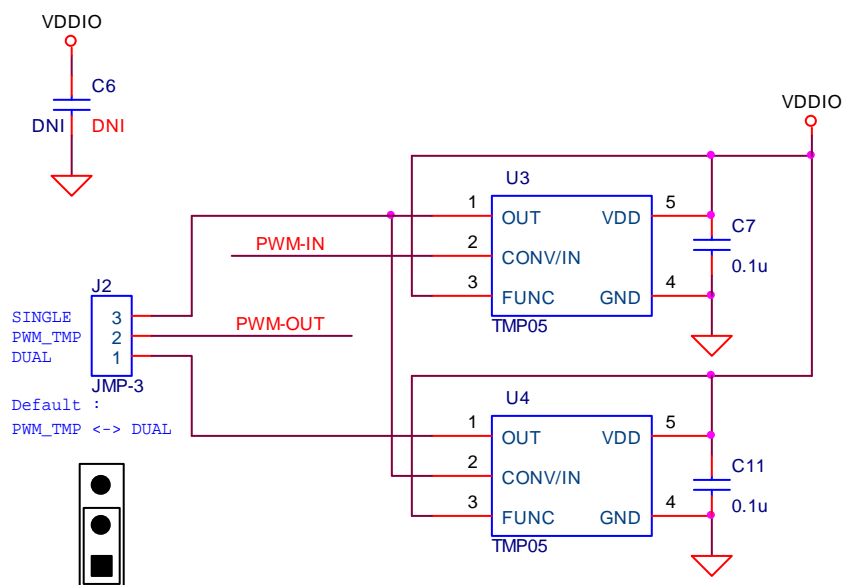 VDDIO
C6
DNI DNI
VDDIO
U3
1 OUT VDD 5
2 CONV/IN
3 FUNC GND 4
TMP05
C7
0.1u
PWM-IN
PWM-OUT
J2
SINGLE 3
PWM_TMP 2
DUAL 1
JMP-3
Default :
PWM_TMP <-> DUAL
U4
1 OUT VDD 5
2 CONV/IN
3 FUNC GND 4
TMP05
C11
0.1u